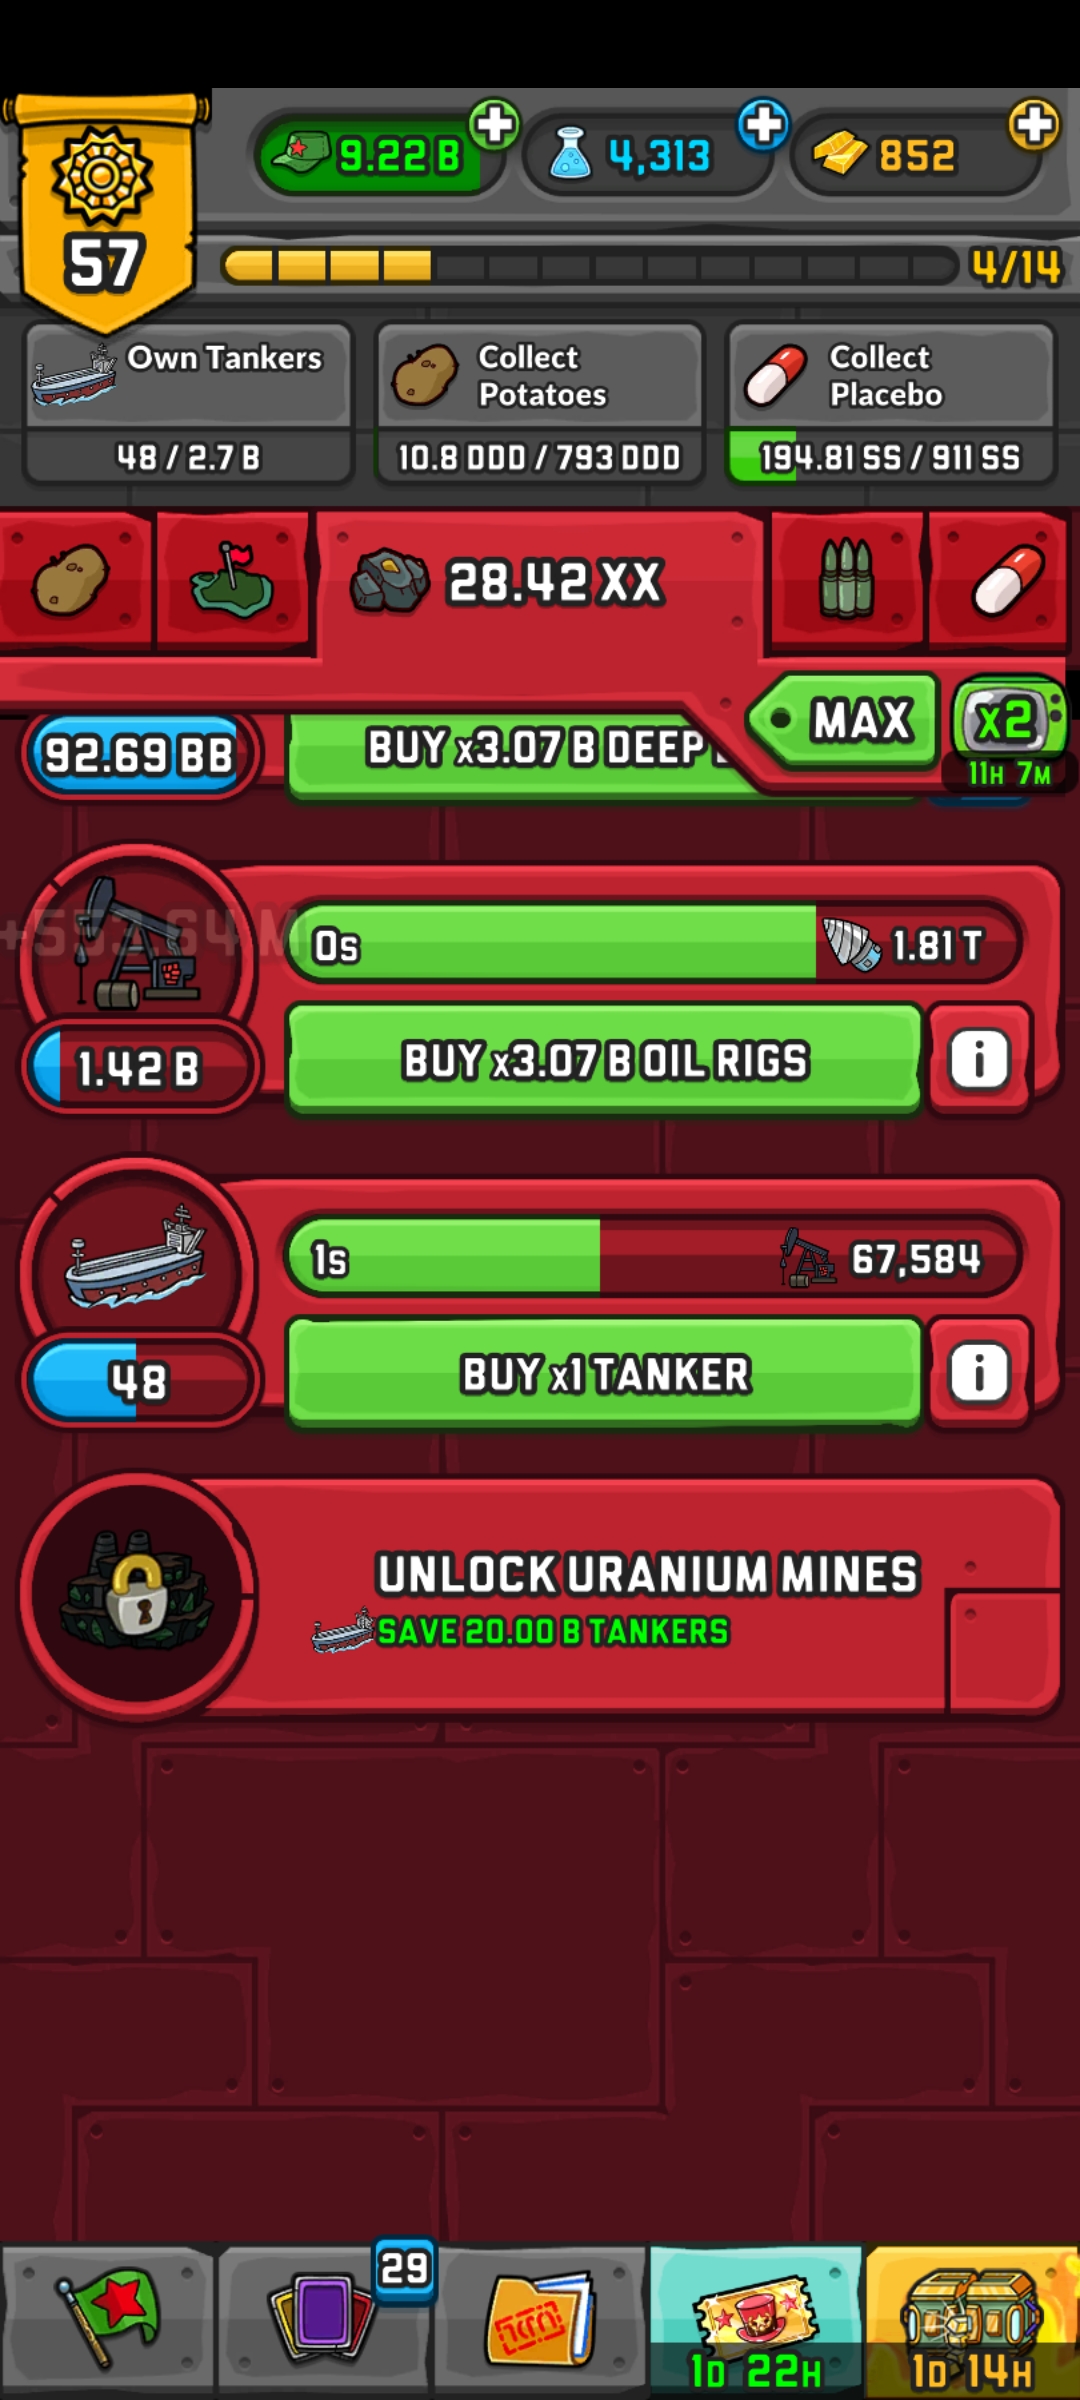 9.22 B
4,313
852
57
4/14
Own Tankers
48 / 2.7 B
Collect
Potatoes
10.8 DDD / 793 DDD
Collect
Placebo
194.81 SS / 911 SS
28.42 XX
MAX
x2
11H 7M
92.69 BB
BUY x3.07 B DEEP
+553.64 M
0s
1.81 T
1.42 B
BUY x3.07 B OIL RIGS
i
1s
67,584
48
BUY x1 TANKER
i
UNLOCK URANIUM MINES
SAVE 20.00 B TANKERS
29
1D 22H
1D 14H